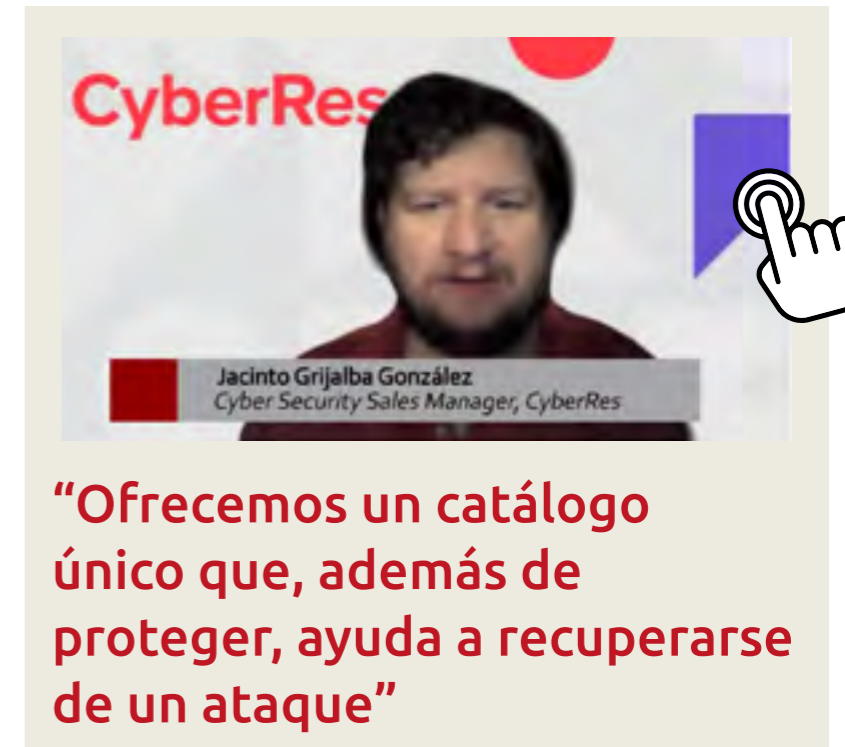 CyberRes
Jacinto Grijalba González
Cyber Security Sales Manager, CyberRes
“Ofrecemos un catálogo
único que, además de
proteger, ayuda a recuperarse
de un ataque”